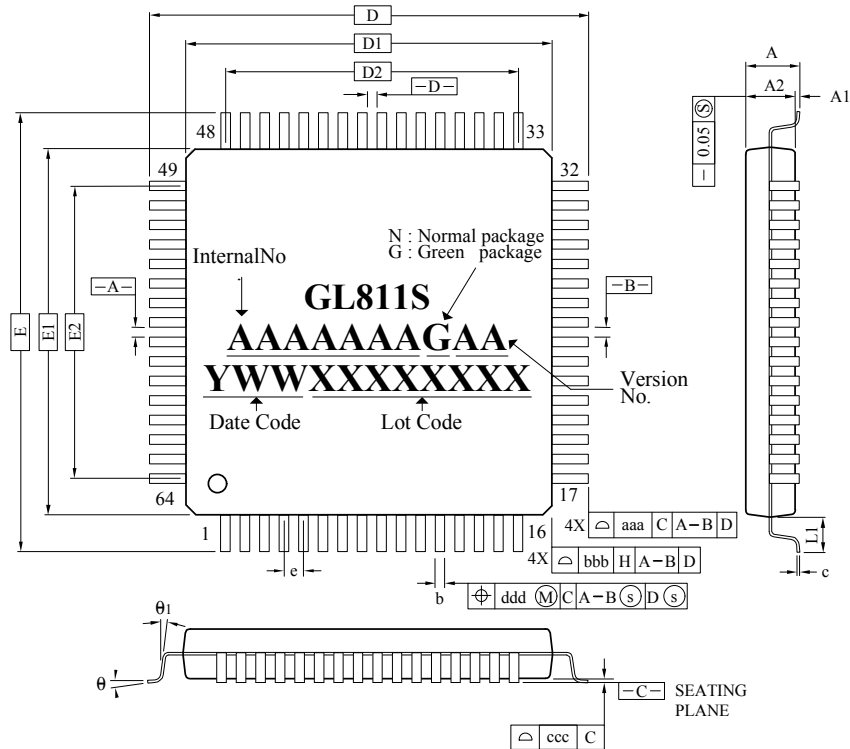 D
D1
A
D2
A2
A1
−D−
48
33
− 0.05 Ⓢ
49
32
N : Normal package
G : Green package
InternalNo
−A−
−B−
GL811S
E
E1
E2
AAAAAAAGAA
YWWXXXXXXXX
Version
No.
Date Code
Lot Code
64
17
4X ⌓ aaa C A−B D
1
16
L1
4X ⌓ bbb H A−B D
e
b
c
⌖ ddd Ⓜ C A−B ⓢ D ⓢ
θ1
θ
−C− SEATING
PLANE
⌓ ccc C